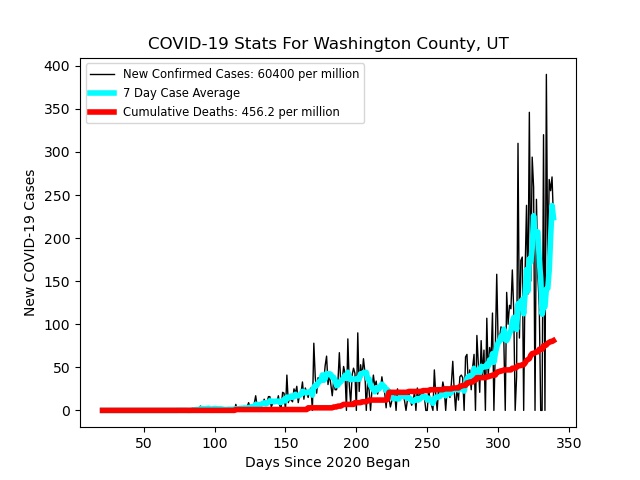 COVID-19 Stats For Washington County, UT
New Confirmed Cases: 60400 per million
7 Day Case Average
Cumulative Deaths: 456.2 per million
New COVID-19 Cases
400
350
300
250
200
150
100
50
0
50 100 150 200 250 300 350
Days Since 2020 Began